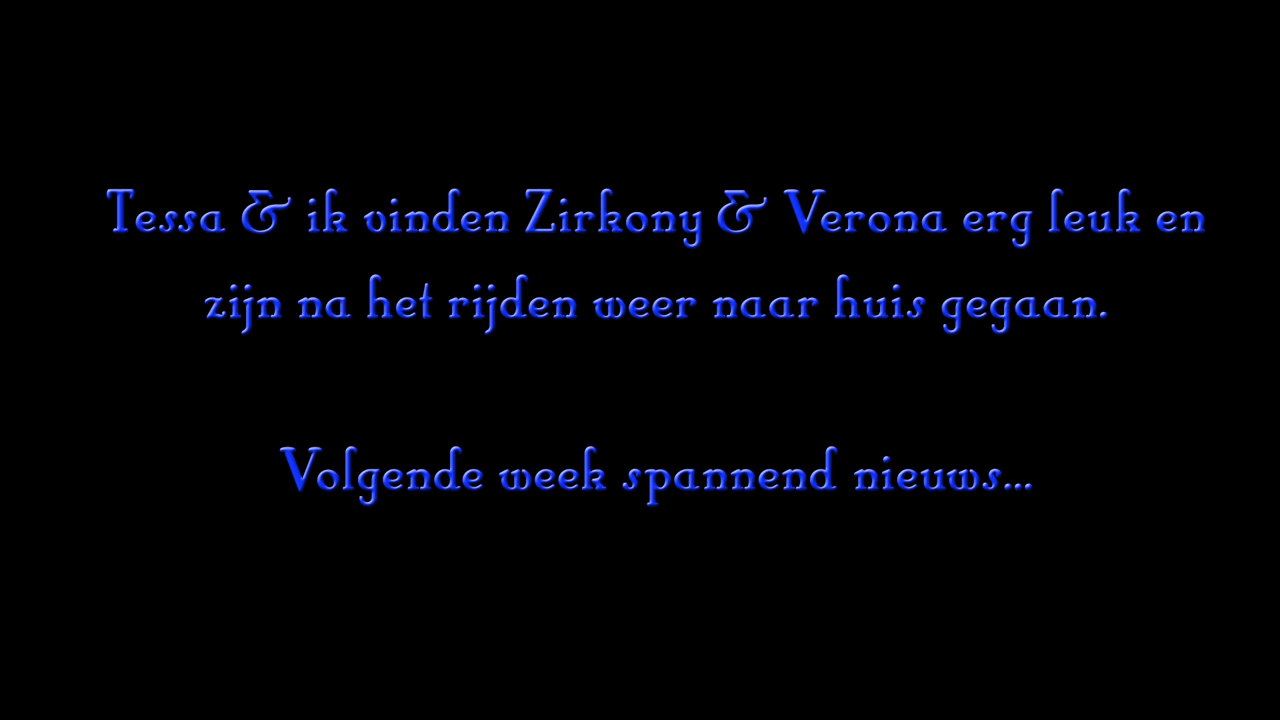 Tessa & ik vinden Zirkony & Verona erg leuk en
zijn na het rijden weer naar huis gegaan.
Volgende week spannend nieuws...